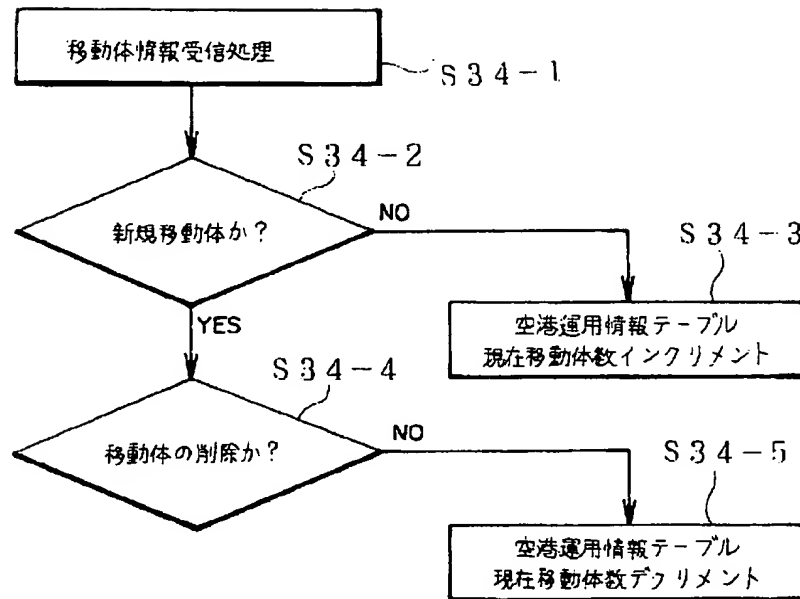 移動体情報受信処理
S34-1
S34-2
新規移動体か?
NO
S34-3
空港運用情報テーブル
現在移動体数インクリメント
YES
S34-4
移動体の削除か?
NO
S34-5
空港運用情報テーブル
現在移動体数デクリメント